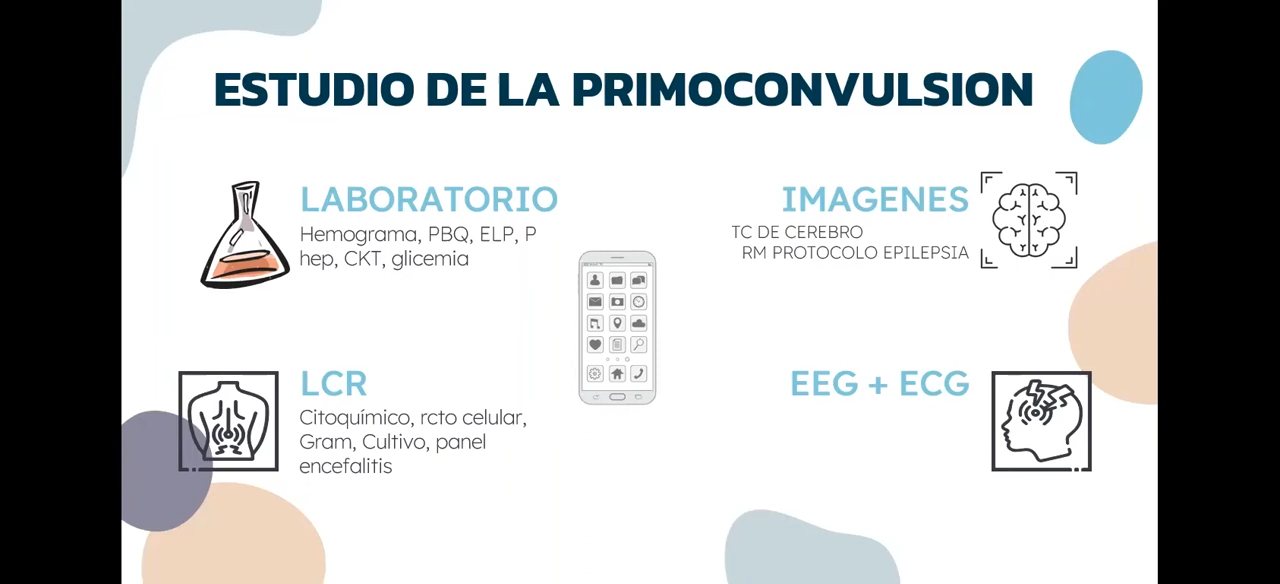 ESTUDIO DE LA PRIMOCONVULSION
LABORATORIO
Hemograma, PBQ, ELP, P
hep, CKT, glicemia
IMAGENES
TC DE CEREBRO
RM PROTOCOLO EPILEPSIA
LCR
Citoquímico, rcto celular,
Gram, Cultivo, panel
encefalitis
EEG + ECG